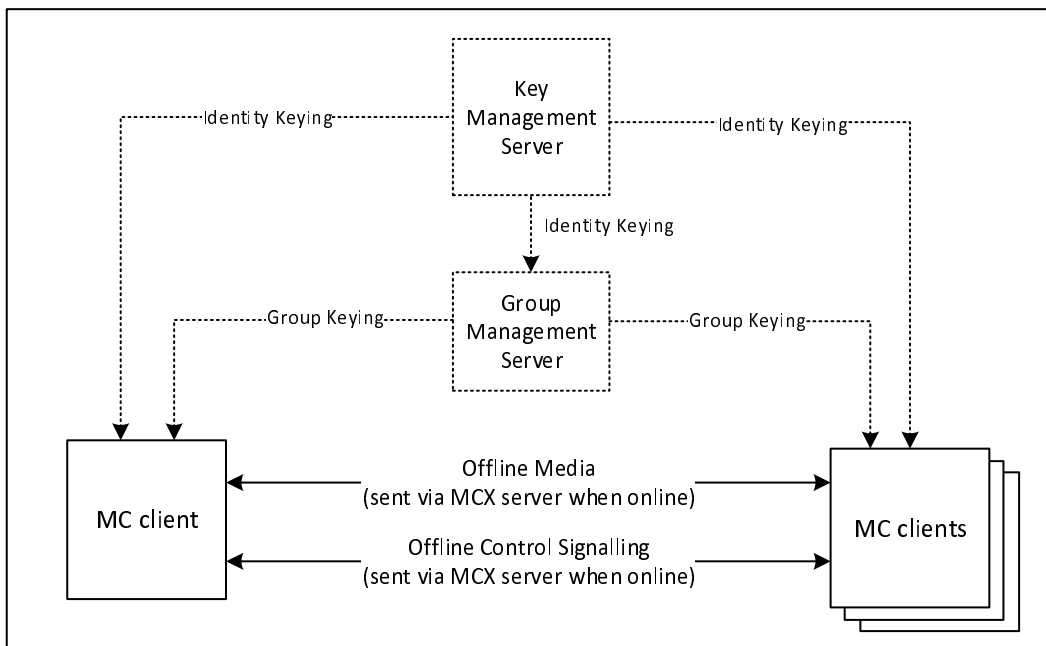 Key
Management
Server
Identity Keying
Identity Keying
Identity Keying
Group
Management
Server
Group Keying
Group Keying
MC client
Offline Media
(sent via MCX server when online)
Offline Control Signalling
(sent via MCX server when online)
MC clients